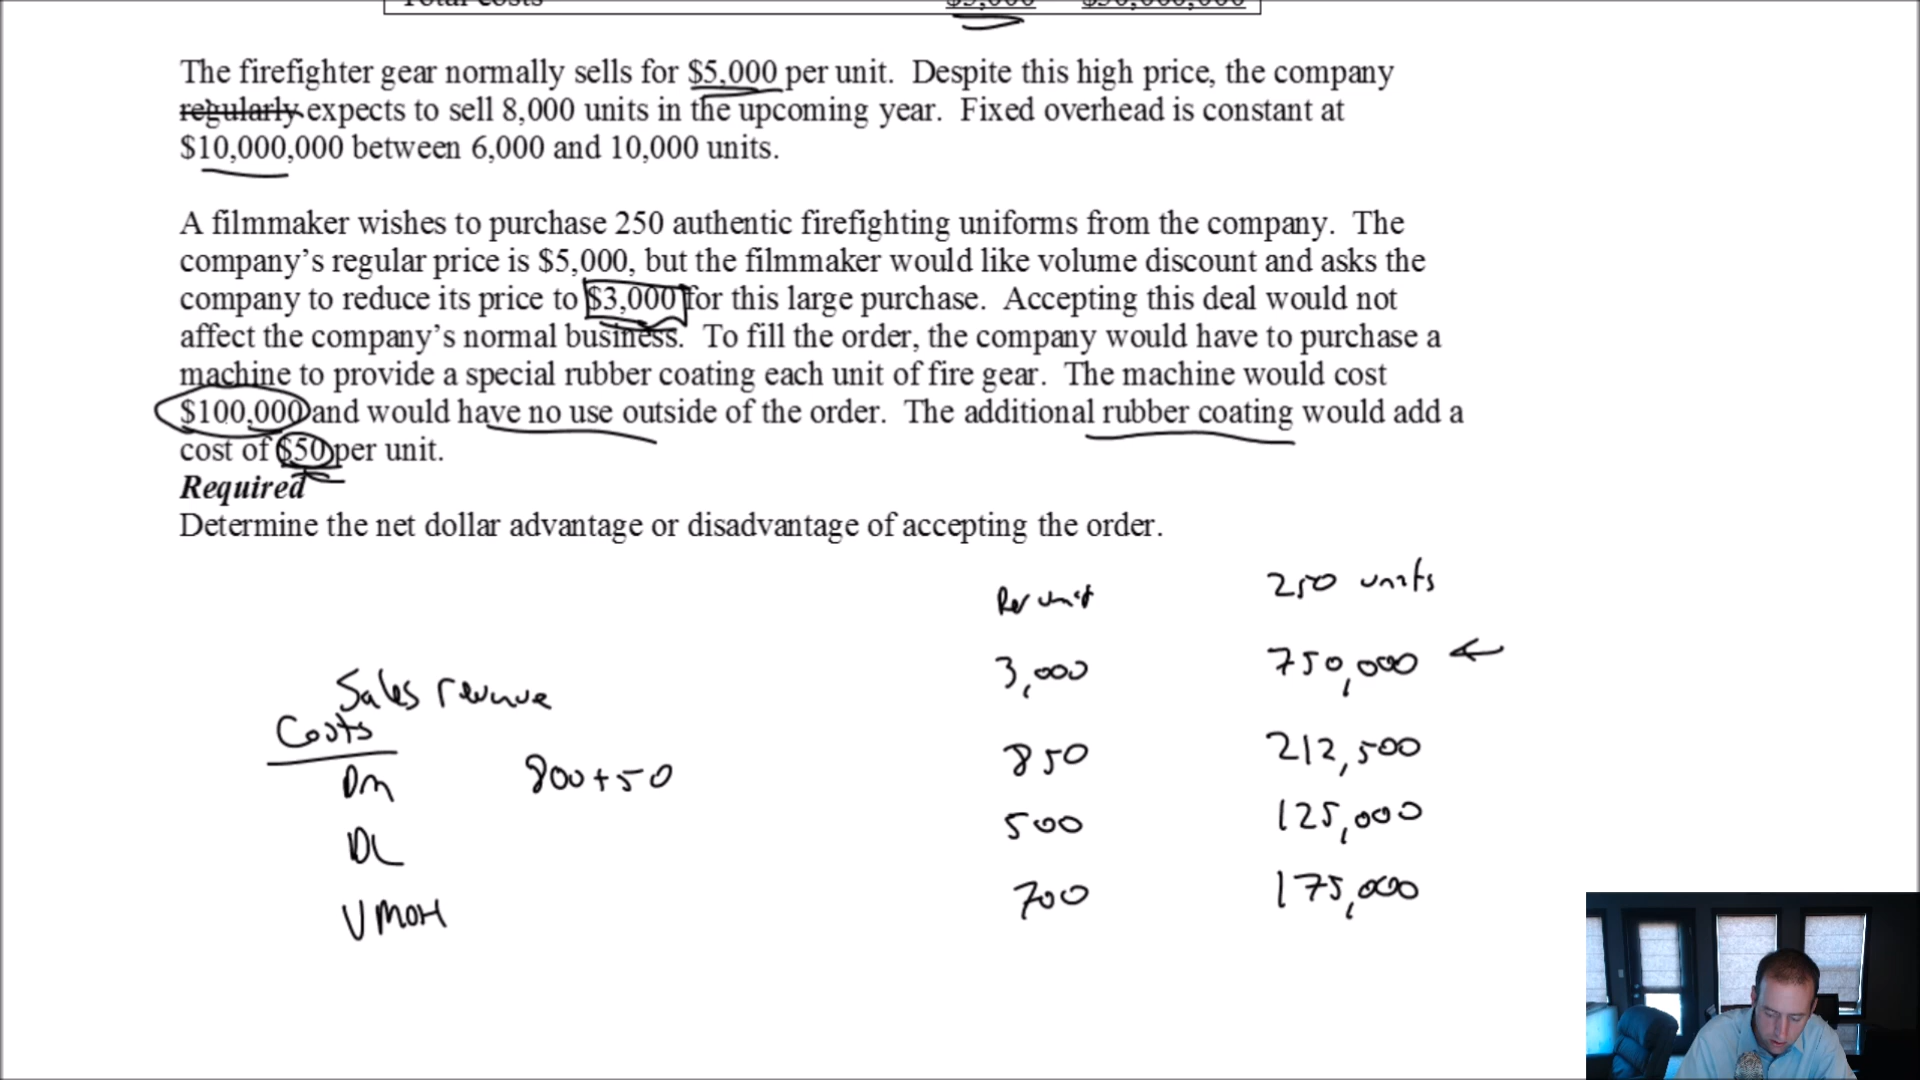 The firefighter gear normally sells for $5,000 per unit. Despite this high price, the company
regularly expects to sell 8,000 units in the upcoming year. Fixed overhead is constant at
$10,000,000 between 6,000 and 10,000 units.
A filmmaker wishes to purchase 250 authentic firefighting uniforms from the company. The
company’s regular price is $5,000, but the filmmaker would like volume discount and asks the
company to reduce its price to $3,000 for this large purchase. Accepting this deal would not
affect the company’s normal business. To fill the order, the company would have to purchase a
machine to provide a special rubber coating each unit of fire gear. The machine would cost
$100,000 and would have no use outside of the order. The additional rubber coating would add a
cost of $50 per unit.
Required
Determine the net dollar advantage or disadvantage of accepting the order.
Per unit 250 units
Sales revenue 3,000 750,000 ←
Costs
DM 800+50 850 212,500
DL 500 125,000
VMOH 700 175,000